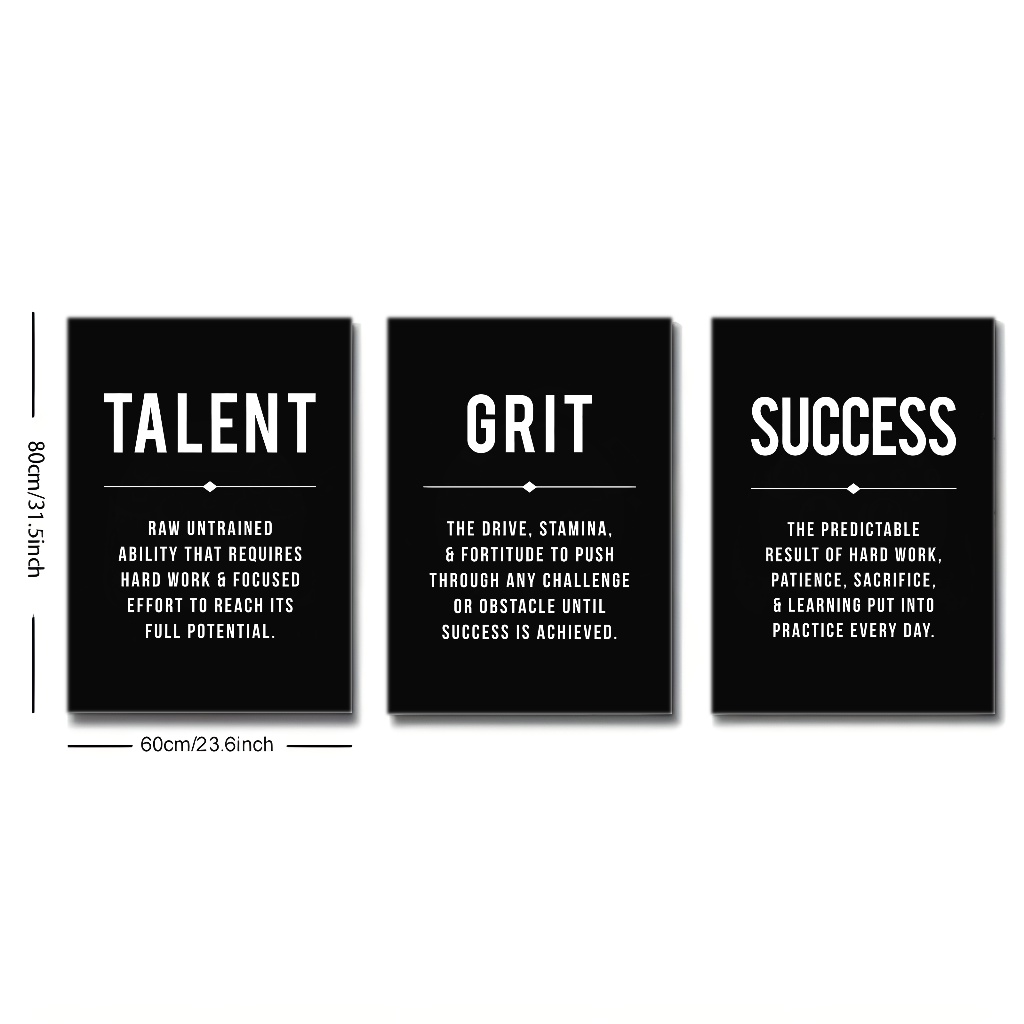 TALENT
RAW UNTRAINED
ABILITY THAT REQUIRES
HARD WORK & FOCUSED
EFFORT TO REACH ITS
FULL POTENTIAL.
GRIT
THE DRIVE, STAMINA,
& FORTITUDE TO PUSH
THROUGH ANY CHALLENGE
OR OBSTACLE UNTIL
SUCCESS IS ACHIEVED.
SUCCESS
THE PREDICTABLE
RESULT OF HARD WORK,
PATIENCE, SACRIFICE,
& LEARNING PUT INTO
PRACTICE EVERY DAY.
80cm/31.5inch
60cm/23.6inch